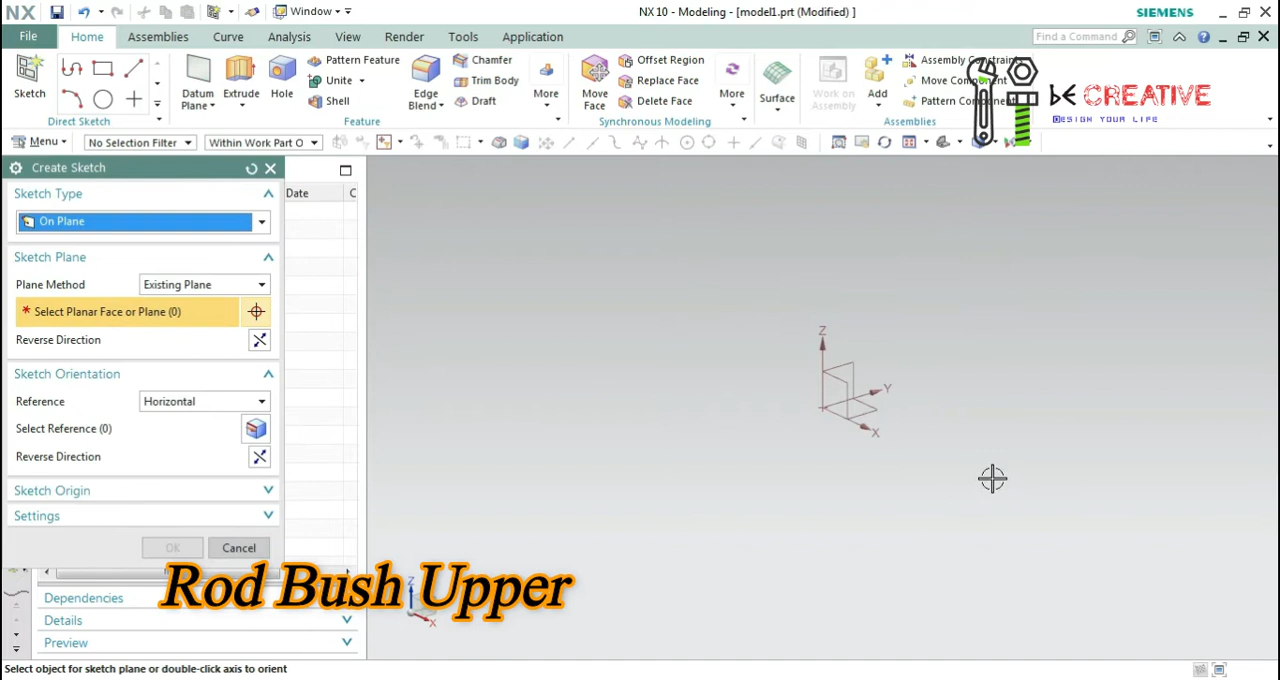 NX Window NX 10 - Modeling - [model1.prt (Modified) ] SIEMENS
File Home Assemblies Curve Analysis View Render Tools Application Find a Command
Sketch
Direct Sketch
Datum Plane Extrude Hole
Pattern Feature
Unite
Shell
Edge Blend
Chamfer
Trim Body
Draft
More
Feature
Move Face
Offset Region
Replace Face
Delete Face
More
Synchronous Modeling
Surface
Work on Assembly
Add
Assembly Constraints
Move Component
Pattern Component
Assemblies
BE CREATIVE
DESIGN YOUR LIFE
Menu No Selection Filter Within Work Part O
Create Sketch
Date C
Sketch Type
On Plane
Sketch Plane
Plane Method Existing Plane
* Select Planar Face or Plane (0)
Reverse Direction
Sketch Orientation
Reference Horizontal
Select Reference (0)
Reverse Direction
Sketch Origin
Settings
OK Cancel
Z
Y
X
Rod Bush Upper
Z
X
Dependencies
Details
Preview
Select object for sketch plane or double-click axis to orient